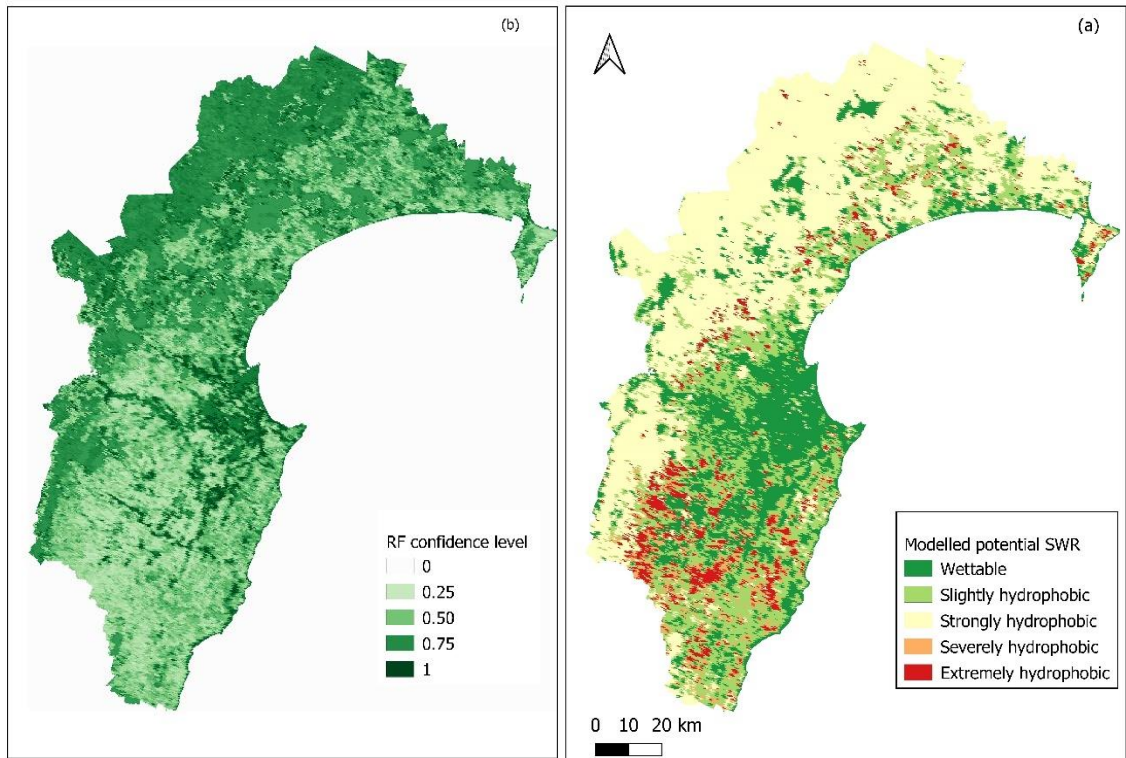 (b)
RF confidence level
0
0.25
0.50
0.75
1
(a)
Modelled potential SWR
Wettable
Slightly hydrophobic
Strongly hydrophobic
Severely hydrophobic
Extremely hydrophobic
0 10 20 km